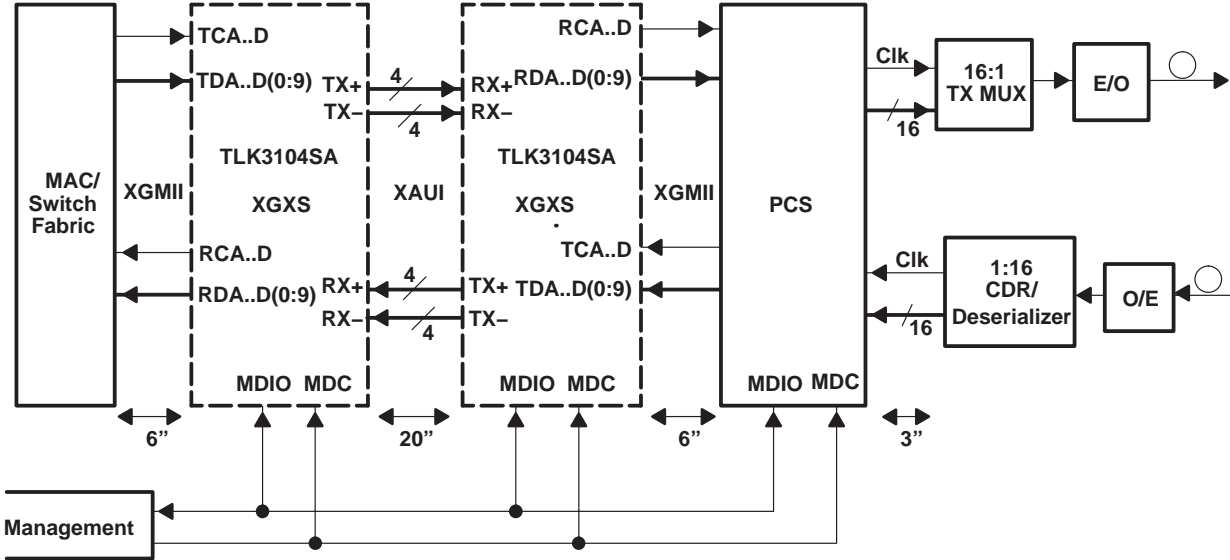 MAC/
Switch
Fabric
XGMII
TCA..D
TDA..D(0:9)
TX+
TX–
TLK3104SA
XGXS
RCA..D
RDA..D(0:9)
RX+
RX–
MDIO MDC
4
4
XAUI
4
4
RCA..D
RX+ RDA..D(0:9)
RX–
TLK3104SA
XGXS
TCA..D
TX+ TDA..D(0:9)
TX–
MDIO MDC
XGMII
PCS
MDIO MDC
Clk
16
16:1
TX MUX
E/O
Clk
16
1:16
CDR/
Deserializer
O/E
6”
20”
6”
3”
Management